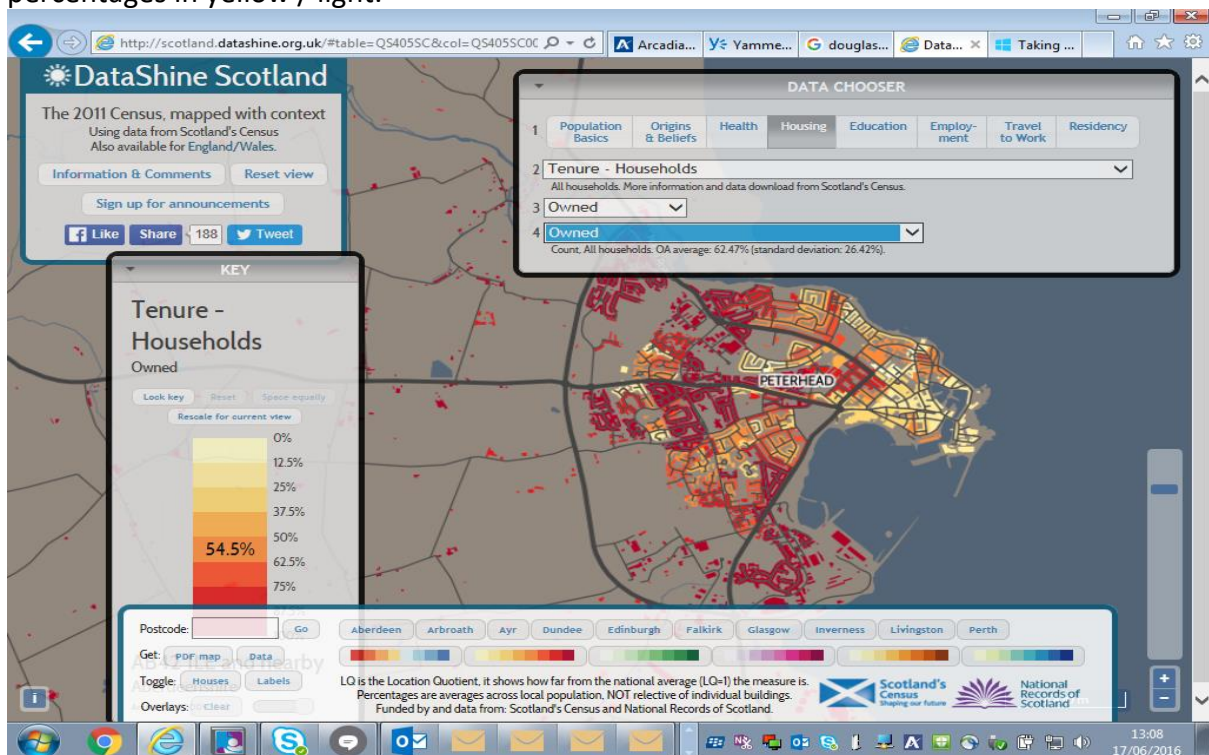 percentages in yellow / light.
http://scotland.datashine.org.uk/#table=QS405SC&col=QS405SC00
Arcadia...
Yamme...
douglas...
Data...
Taking ...
DataShine Scotland
The 2011 Census, mapped with context
Using data from Scotland's Census
Also available for England/Wales.
Information & Comments
Reset view
Sign up for announcements
Like
Share
188
Tweet
DATA CHOOSER
1 Population Basics
Origins & Beliefs
Health
Housing
Education
Employ-ment
Travel to Work
Residency
2 Tenure - Households
All households. More information and data download from Scotland's Census.
3 Owned
4 Owned
Count, All households. OA average: 62.47% (standard deviation: 26.42%).
KEY
Tenure -
Households
Owned
Lock key
Reset
Space equally
Rescale for current view
0%
12.5%
25%
37.5%
50%
54.5%
62.5%
75%
PETERHEAD
Postcode:
Go
Aberdeen
Arbroath
Ayr
Dundee
Edinburgh
Falkirk
Glasgow
Inverness
Livingston
Perth
Get:
PDF map
Data
Toggle:
Houses
Labels
Overlays:
Clear
LQ is the Location Quotient, it shows how far from the national average (LQ=1) the measure is.
Percentages are averages across local population, NOT relective of individual buildings.
Funded by and data from: Scotland's Census and National Records of Scotland.
Scotland's
Census
Shaping our future
National
Records of
Scotland
13:08
17/06/2016